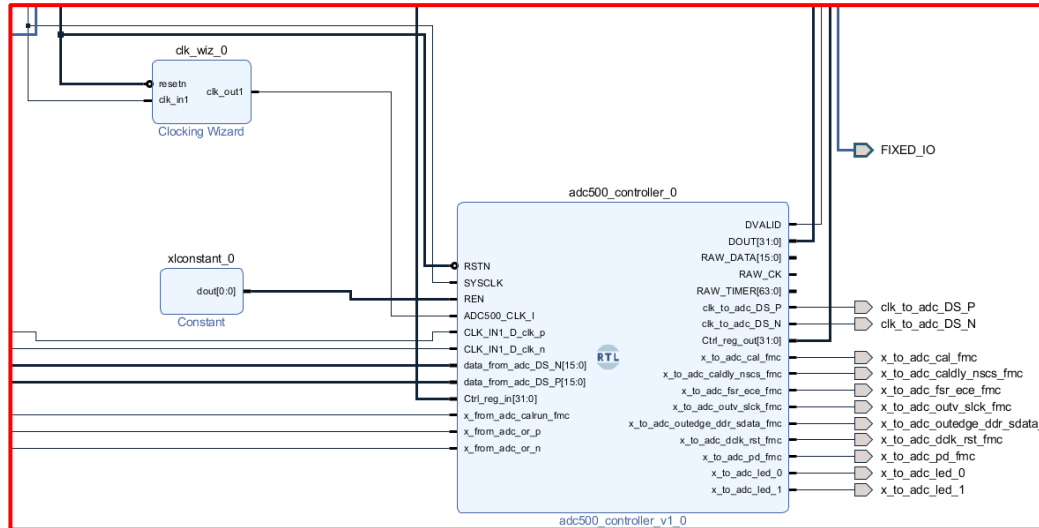 clk_wiz_0
resetn
clk_in1
clk_out1
Clocking Wizard
FIXED_IO
xlconstant_0
dout[0:0]
Constant
adc500_controller_0
RSTN
SYSCLK
REN
ADC500_CLK_I
CLK_IN1_D_clk_p
CLK_IN1_D_clk_n
data_from_adc_DS_N[15:0]
data_from_adc_DS_P[15:0]
Ctrl_reg_in[31:0]
x_from_adc_calrun_fmc
x_from_adc_or_p
x_from_adc_or_n
RTL
DVALID
DOUT[31:0]
RAW_DATA[15:0]
RAW_CK
RAW_TIMER[63:0]
clk_to_adc_DS_P
clk_to_adc_DS_N
Ctrl_reg_out[31:0]
x_to_adc_cal_fmc
x_to_adc_caldly_nscs_fmc
x_to_adc_fsr_ece_fmc
x_to_adc_outv_slck_fmc
x_to_adc_outedge_ddr_sdata_fmc
x_to_adc_dclk_rst_fmc
x_to_adc_pd_fmc
x_to_adc_led_0
x_to_adc_led_1
adc500_controller_v1_0
clk_to_adc_DS_P
clk_to_adc_DS_N
x_to_adc_cal_fmc
x_to_adc_caldly_nscs_fmc
x_to_adc_fsr_ece_fmc
x_to_adc_outv_slck_fmc
x_to_adc_outedge_ddr_sdata_
x_to_adc_dclk_rst_fmc
x_to_adc_pd_fmc
x_to_adc_led_0
x_to_adc_led_1